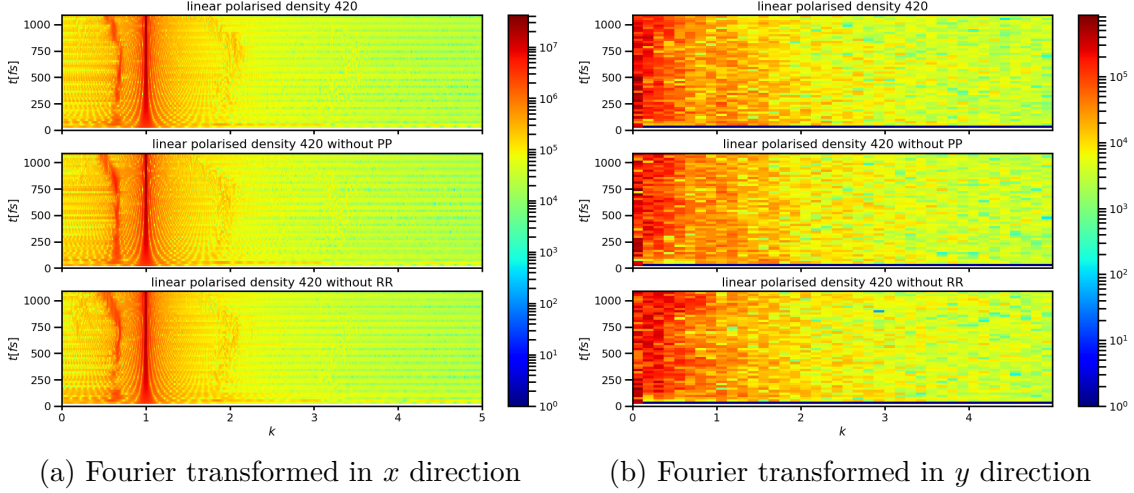 linear polarised density 420
1000
750
500
250
0
t[fs]
linear polarised density 420 without PP
1000
750
500
250
0
t[fs]
linear polarised density 420 without RR
1000
750
500
250
0
t[fs]
0 1 2 3 4 5
k
10^7
10^6
10^5
10^4
10^3
10^2
10^1
10^0
(a) Fourier transformed in x direction
linear polarised density 420
1000
750
500
250
0
t[fs]
linear polarised density 420 without PP
1000
750
500
250
0
t[fs]
linear polarised density 420 without RR
1000
750
500
250
0
t[fs]
0 1 2 3 4
k
10^5
10^4
10^3
10^2
10^1
10^0
(b) Fourier transformed in y direction